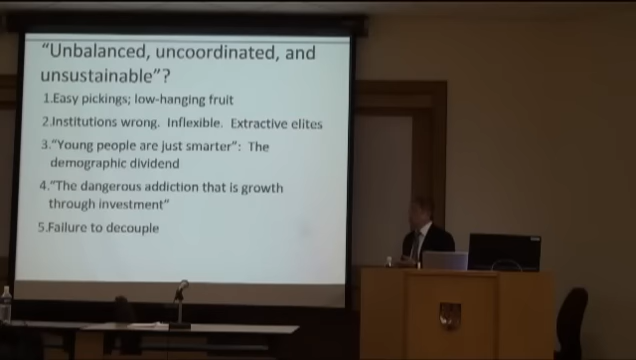 “Unbalanced, uncoordinated, and
unsustainable”?
1.Easy pickings; low-hanging fruit
2.Institutions wrong.  Inflexible.  Extractive elites
3.“Young people are just smarter”:  The
demographic dividend
4.“The dangerous addiction that is growth
through investment”
5.Failure to decouple